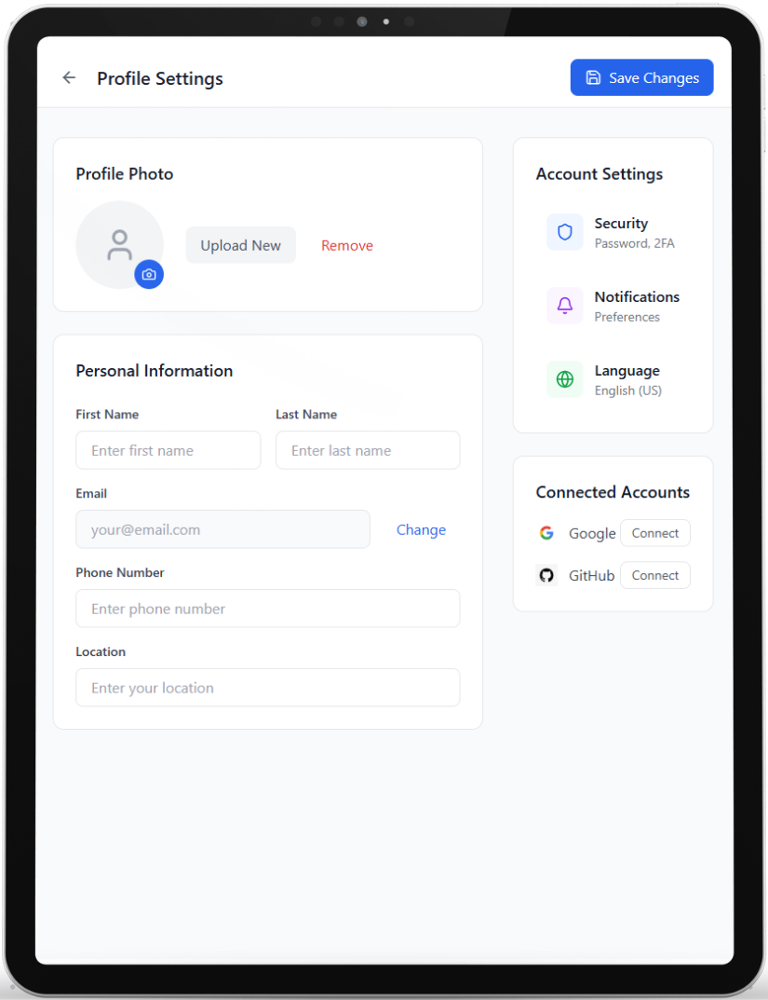 Profile Settings
Save Changes
Profile Photo
Upload New
Remove
Personal Information
First Name
Last Name
Enter first name
Enter last name
Email
your@email.com
Change
Phone Number
Enter phone number
Location
Enter your location
Account Settings
Security
Password, 2FA
Notifications
Preferences
Language
English (US)
Connected Accounts
Google
Connect
GitHub
Connect